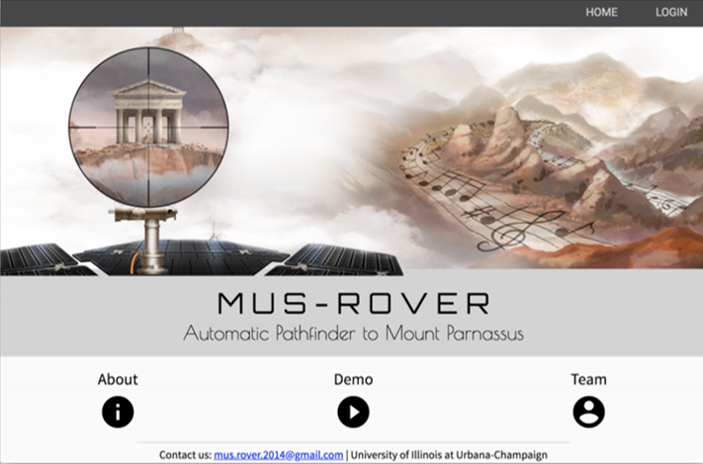 HOME LOGIN
MUS-ROVER
Automatic Pathfinder to Mount Parnassus
About Demo Team
Contact us: mus.rover.2014@gmail.com | University of Illinois at Urbana-Champaign